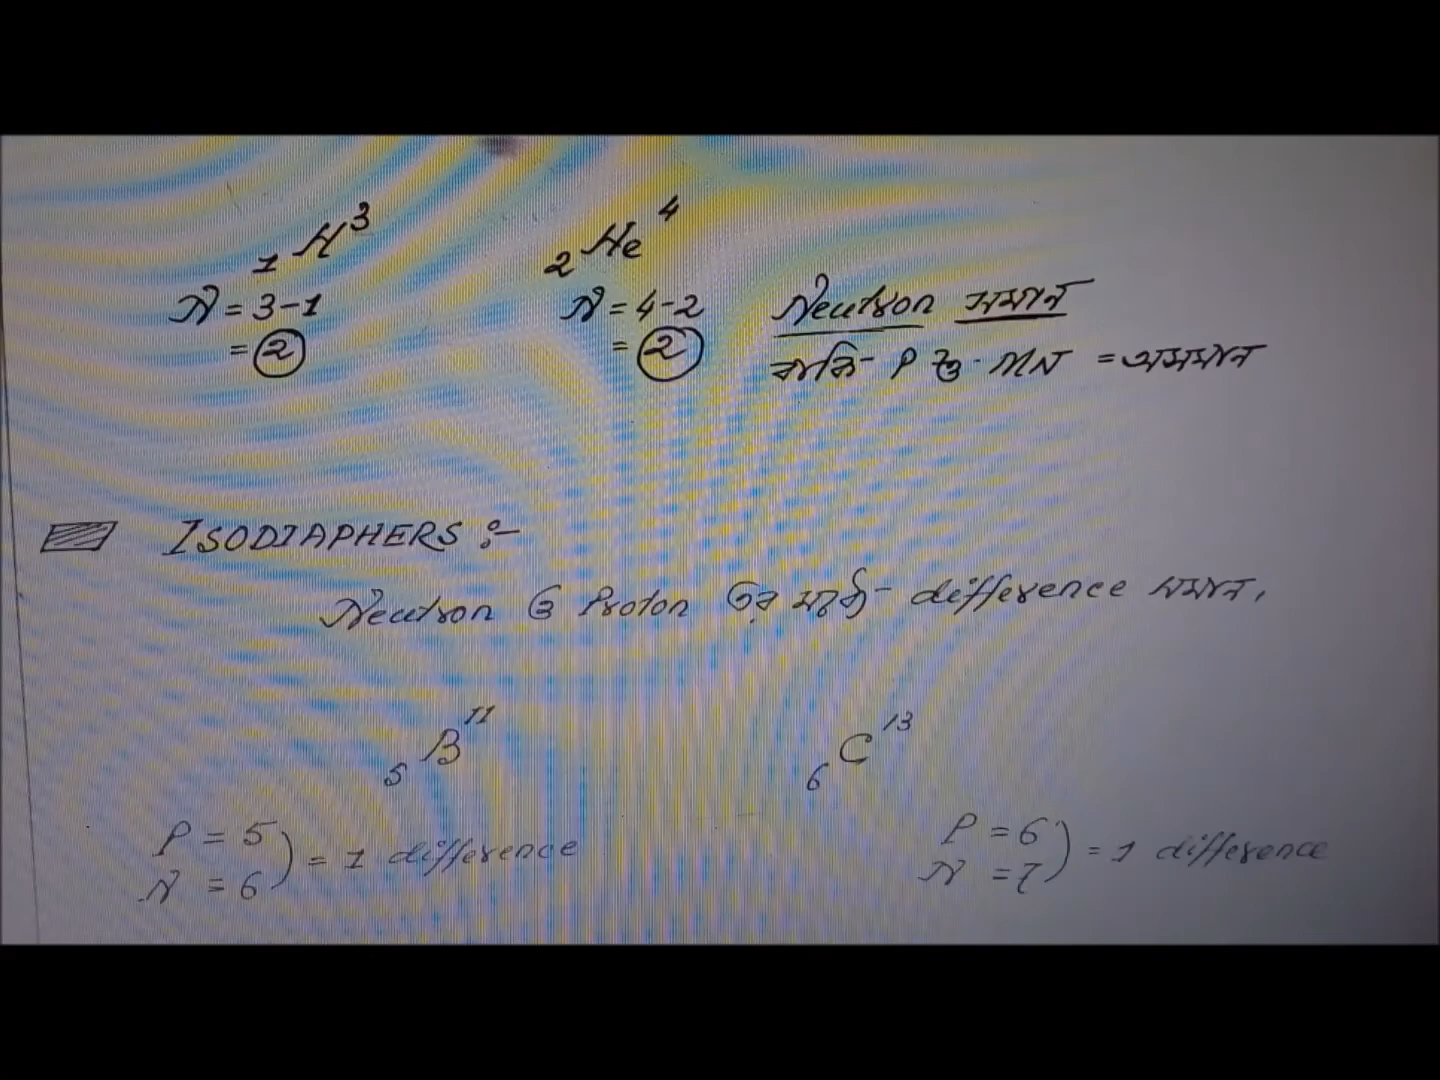 ₁H³ ₂He⁴
N = 3-1 N = 4-2 Neutron সমান
= 2 = 2 বাকি P ও MN = অসমান
ISODIAPHERS :-
Neutron ও Proton এর difference সমান,
₅B¹¹ ₆C¹³
P = 5 P = 6
N = 6 ) = 1 difference N = 7 ) = 1 difference